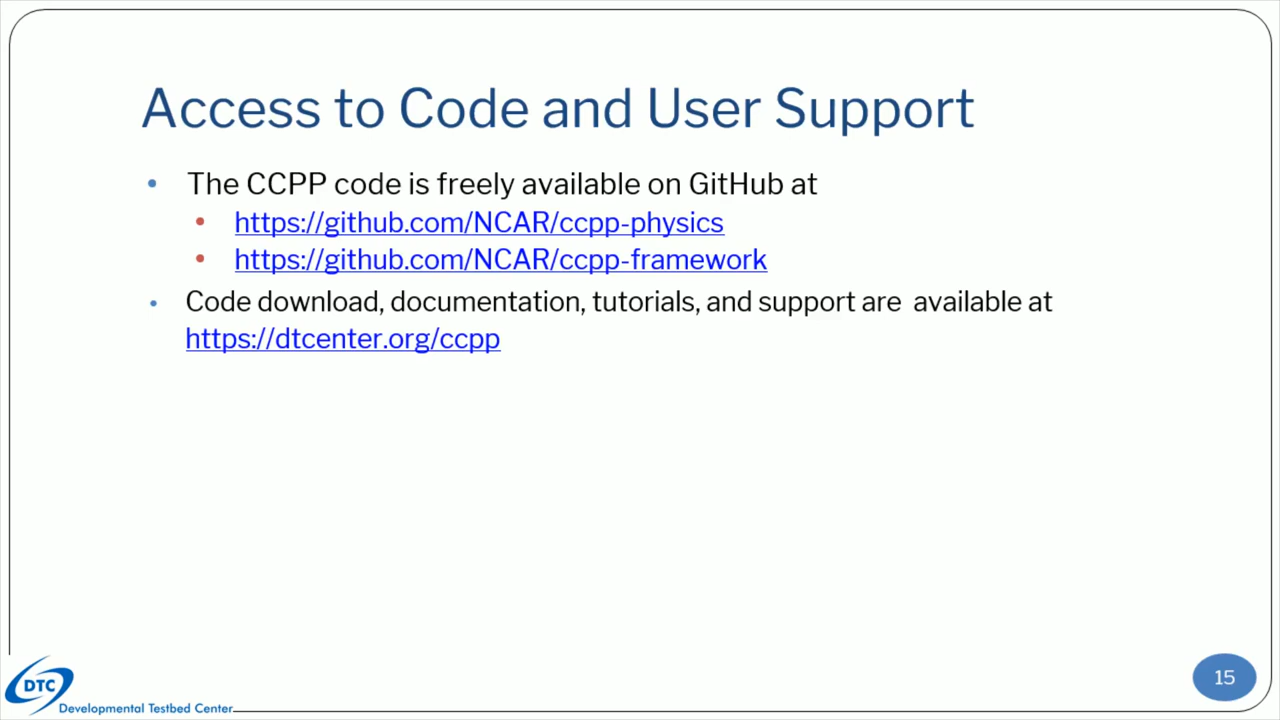 Access to Code and User Support
• The CCPP code is freely available on GitHub at
• https://github.com/NCAR/ccpp-physics
• https://github.com/NCAR/ccpp-framework
• Code download, documentation, tutorials, and support are  available at
https://dtcenter.org/ccpp
DTC
Developmental Testbed Center
15